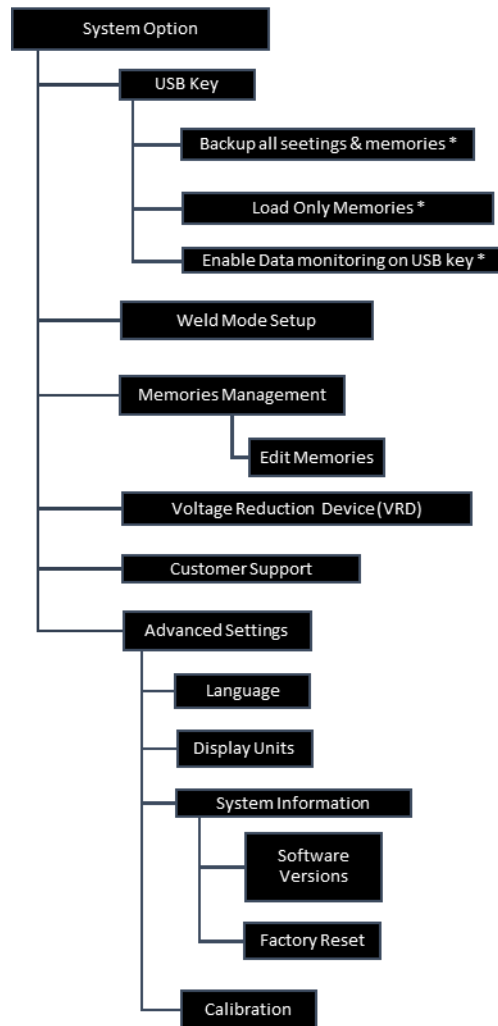 System Option
USB Key
Backup all seetings & memories *
Load Only Memories *
Enable Data monitoring on USB key *
Weld Mode Setup
Memories Management
Edit Memories
Voltage Reduction Device (VRD)
Customer Support
Advanced Settings
Language
Display Units
System Information
Software
Versions
Factory Reset
Calibration